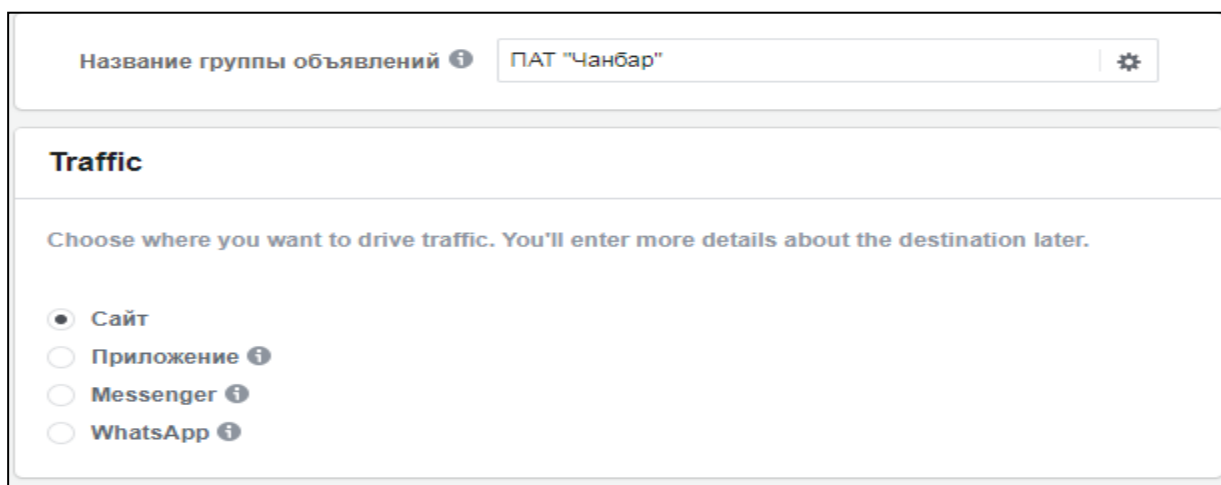 Название группы объявлений
ПАТ "Чанбар"
Traffic
Choose where you want to drive traffic. You'll enter more details about the destination later.
Сайт
Приложение
Messenger
WhatsApp